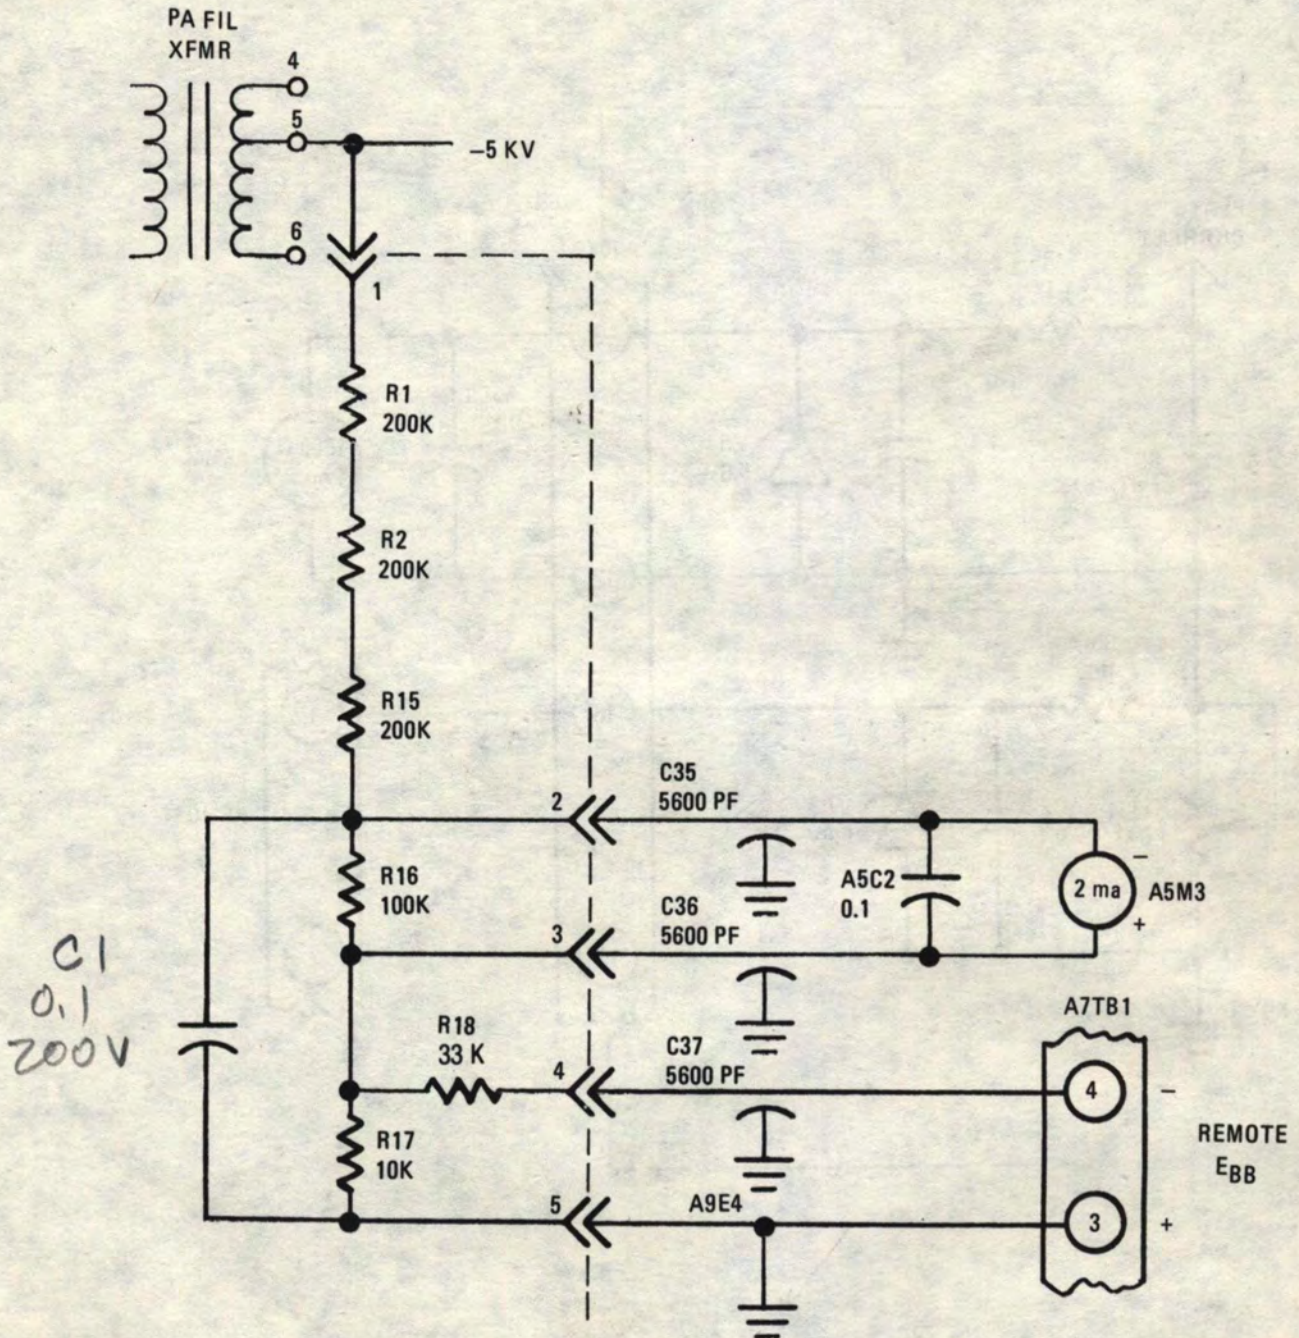 PA FIL
XFMR
4
5
–5 KV
6
1
R1
200K
R2
200K
R15
200K
2
C35
5600 PF
R16
100K
A5C2
0.1
–
2 ma
A5M3
+
3
C36
5600 PF
C1
0.1
200V
R18
33 K
4
C37
5600 PF
A7TB1
4
–
R17
10K
REMOTE
EBB
5
A9E4
3
+